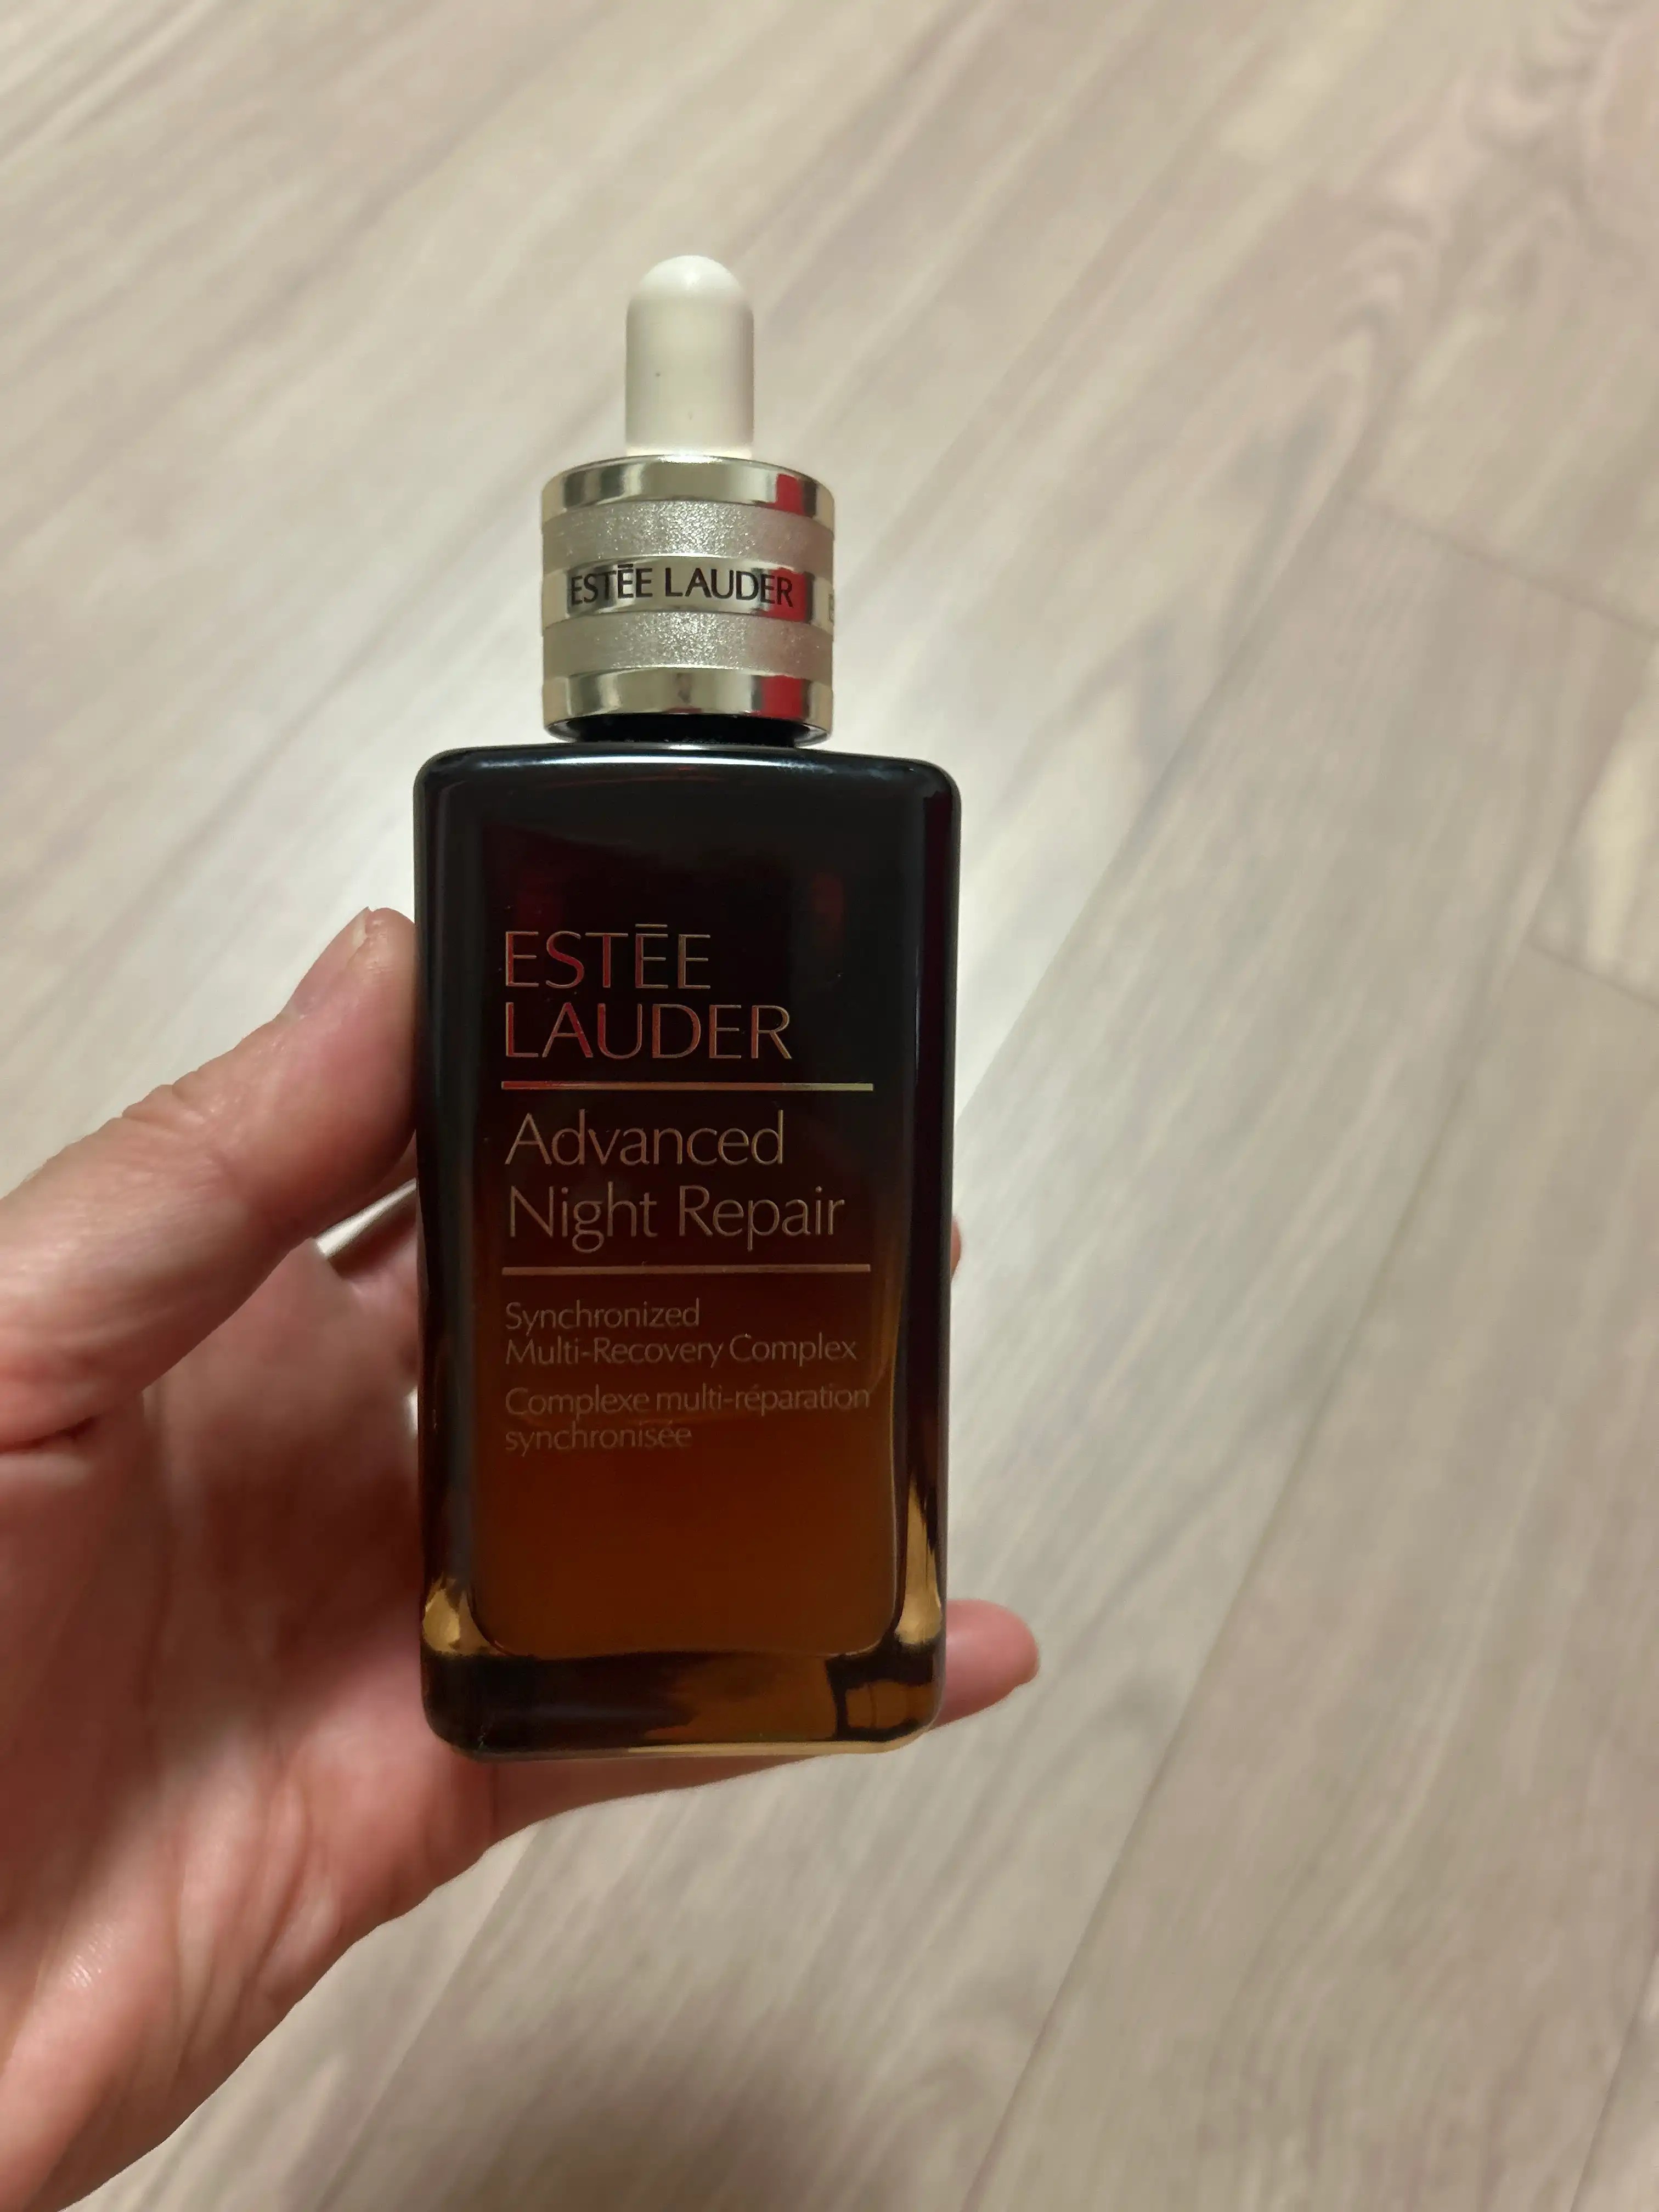 ESTĒE LAUDER
ESTĒE
LAUDER
Advanced
Night Repair
Synchronized
Multi-Recovery Complex
Complexe multi-réparation
synchronisée